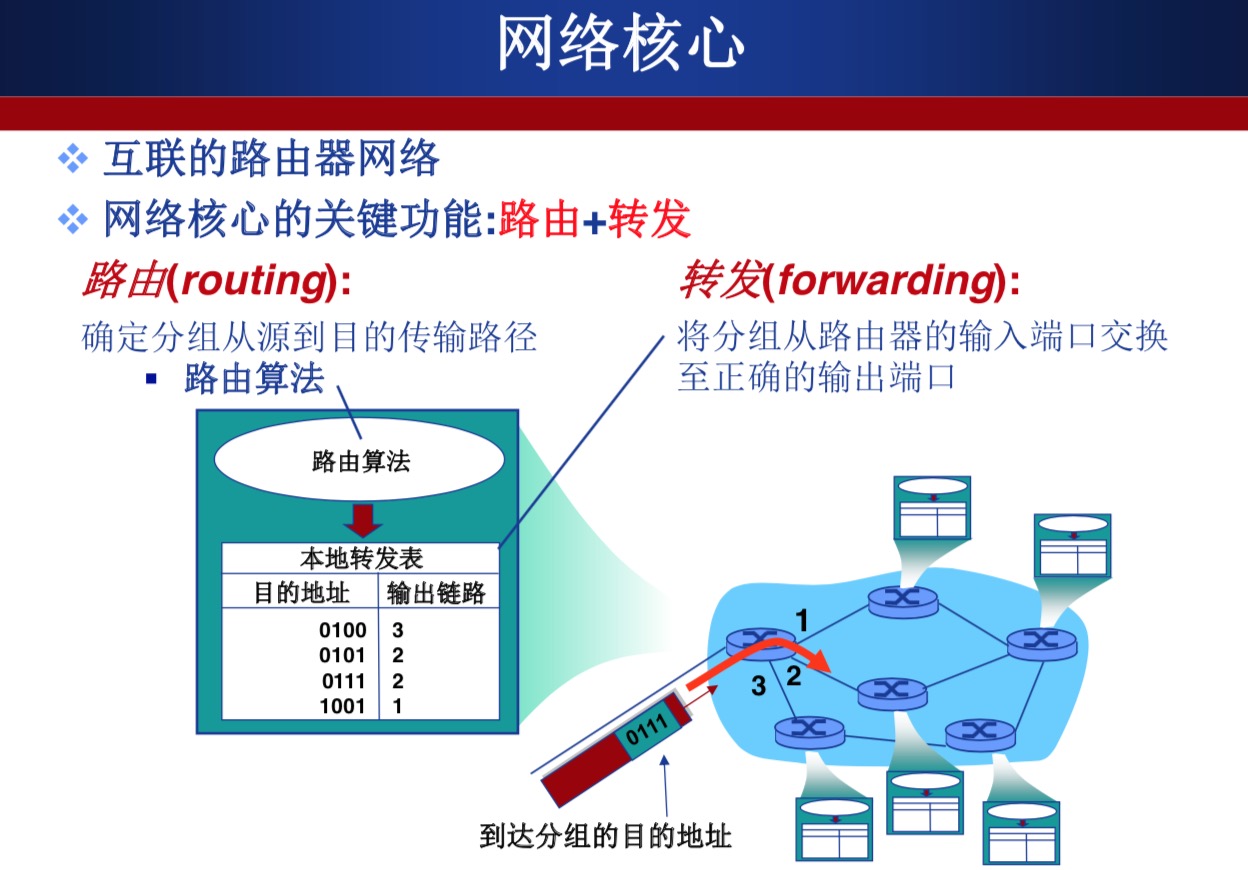 网络核心
互联的路由器网络
网络核心的关键功能:路由+转发
路由(routing):
确定分组从源到目的传输路径
路由算法
转发(forwarding):
将分组从路由器的输入端口交换
至正确的输出端口
路由算法
本地转发表
目的地址 输出链路
0100 3
0101 2
0111 2
1001 1
1
2
3
0111
到达分组的目的地址